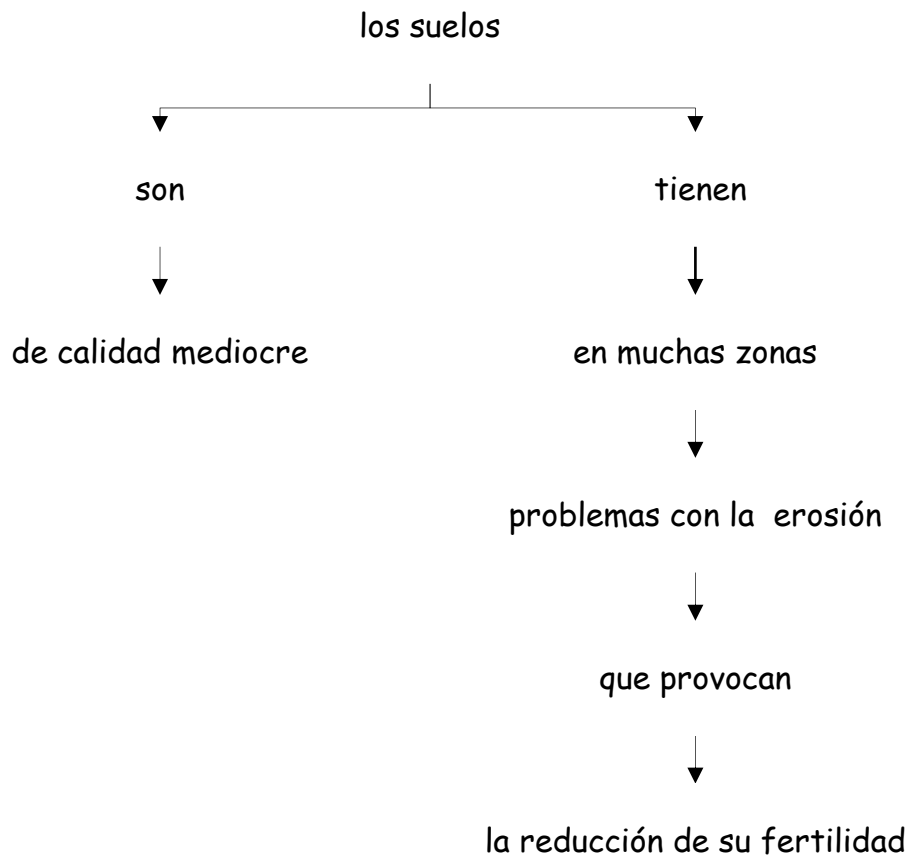 los suelos
son
tienen
de calidad mediocre
en muchas zonas
problemas con la  erosión
que provocan
la reducción de su fertilidad